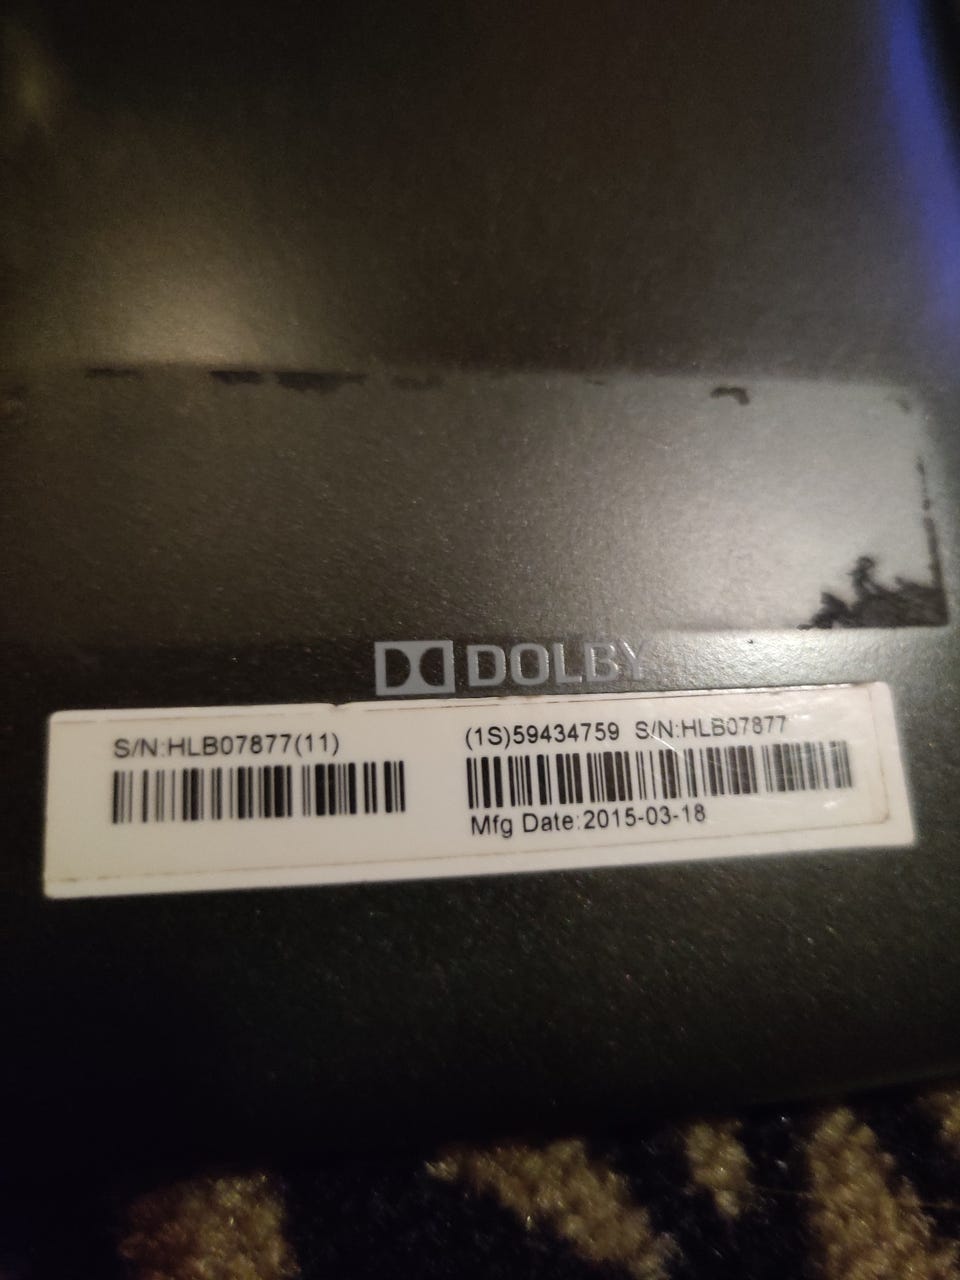 DOLBY
S/N:HLB07877(11)
(1S)59434759 S/N:HLB07877
Mfg Date:2015-03-18